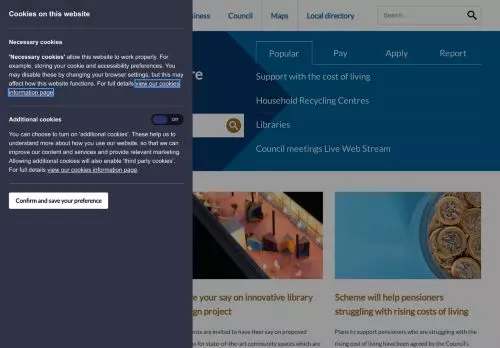 Cookies on this website
Necessary cookies
'Necessary cookies' allow this website to work properly. For
example, storing your cookie and accessibility preferences. You
may disable these by changing your browser settings, but this may
affect how this website functions. For full details view our cookies
information page.
Additional cookies
Off
You can choose to turn on 'additional cookies'. These help us to
understand more about how you use our website, so that we can
improve our content and services and provide relevant marketing.
Allowing additional cookies will also enable 'third party cookies'.
For full details view our cookies information page.
Confirm and save your preference
siness
Council
Maps
Local directory
Search...
re
Popular
Pay
Apply
Report
Support with the cost of living
Household Recycling Centres
Libraries
Council meetings Live Web Stream
e your say on innovative library
ign project
nts are invited to have their say on proposed
ns for state-of-the-art community spaces which are
Scheme will help pensioners
struggling with rising costs of living
Plans to support pensioners who are struggling with the
rising cost of living have been agreed by the Council's